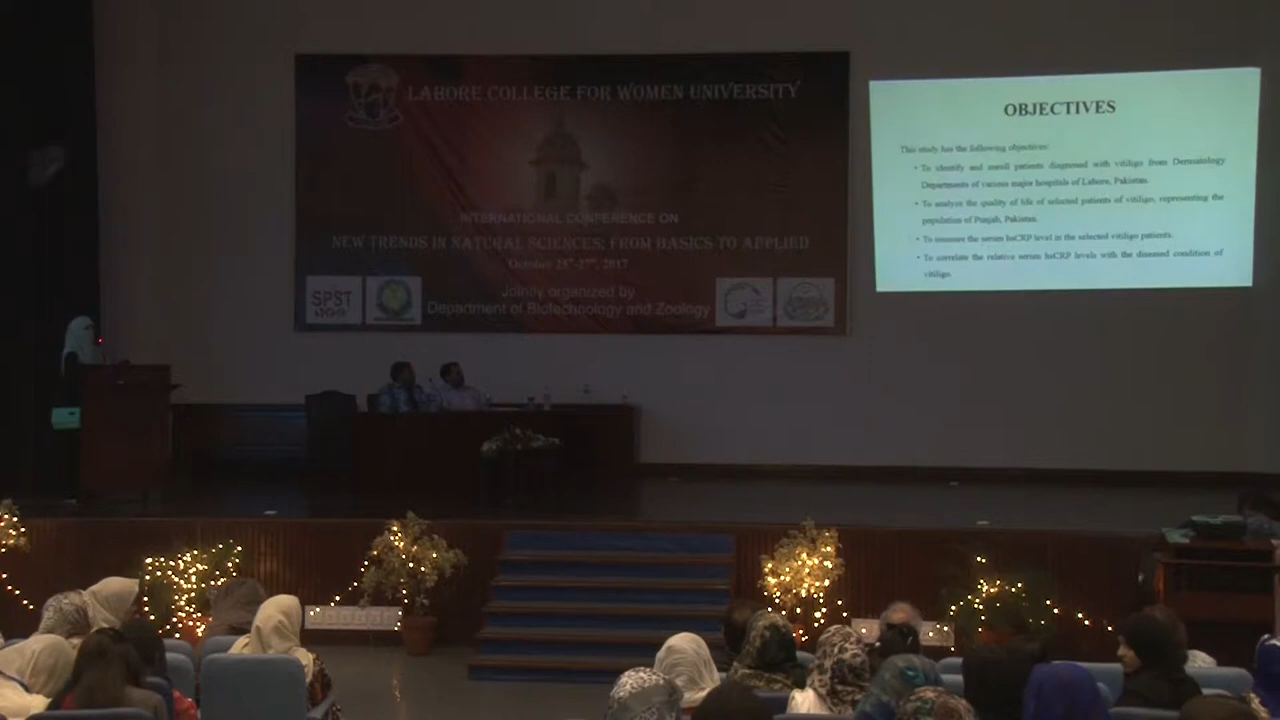 LAHORE COLLEGE FOR WOMEN UNIVERSITY
INTERNATIONAL CONFERENCE ON
NEW TRENDS IN NATURAL SCIENCES; FROM BASICS TO APPLIED
October 25th-27th, 2017
Jointly organized by
Department of Biotechnology and Zoology
SPST
OBJECTIVES
This study has the following objectives:
• To identify and enroll patients diagnosed with vitiligo from Dermatology
Departments of various major hospitals of Lahore, Pakistan.
• To analyze the quality of life of selected patients of vitiligo, representing the
population of Punjab, Pakistan.
• To measure the serum hsCRP level in the selected vitiligo patients.
• To correlate the relative serum hsCRP levels with the diseased condition of
vitiligo.